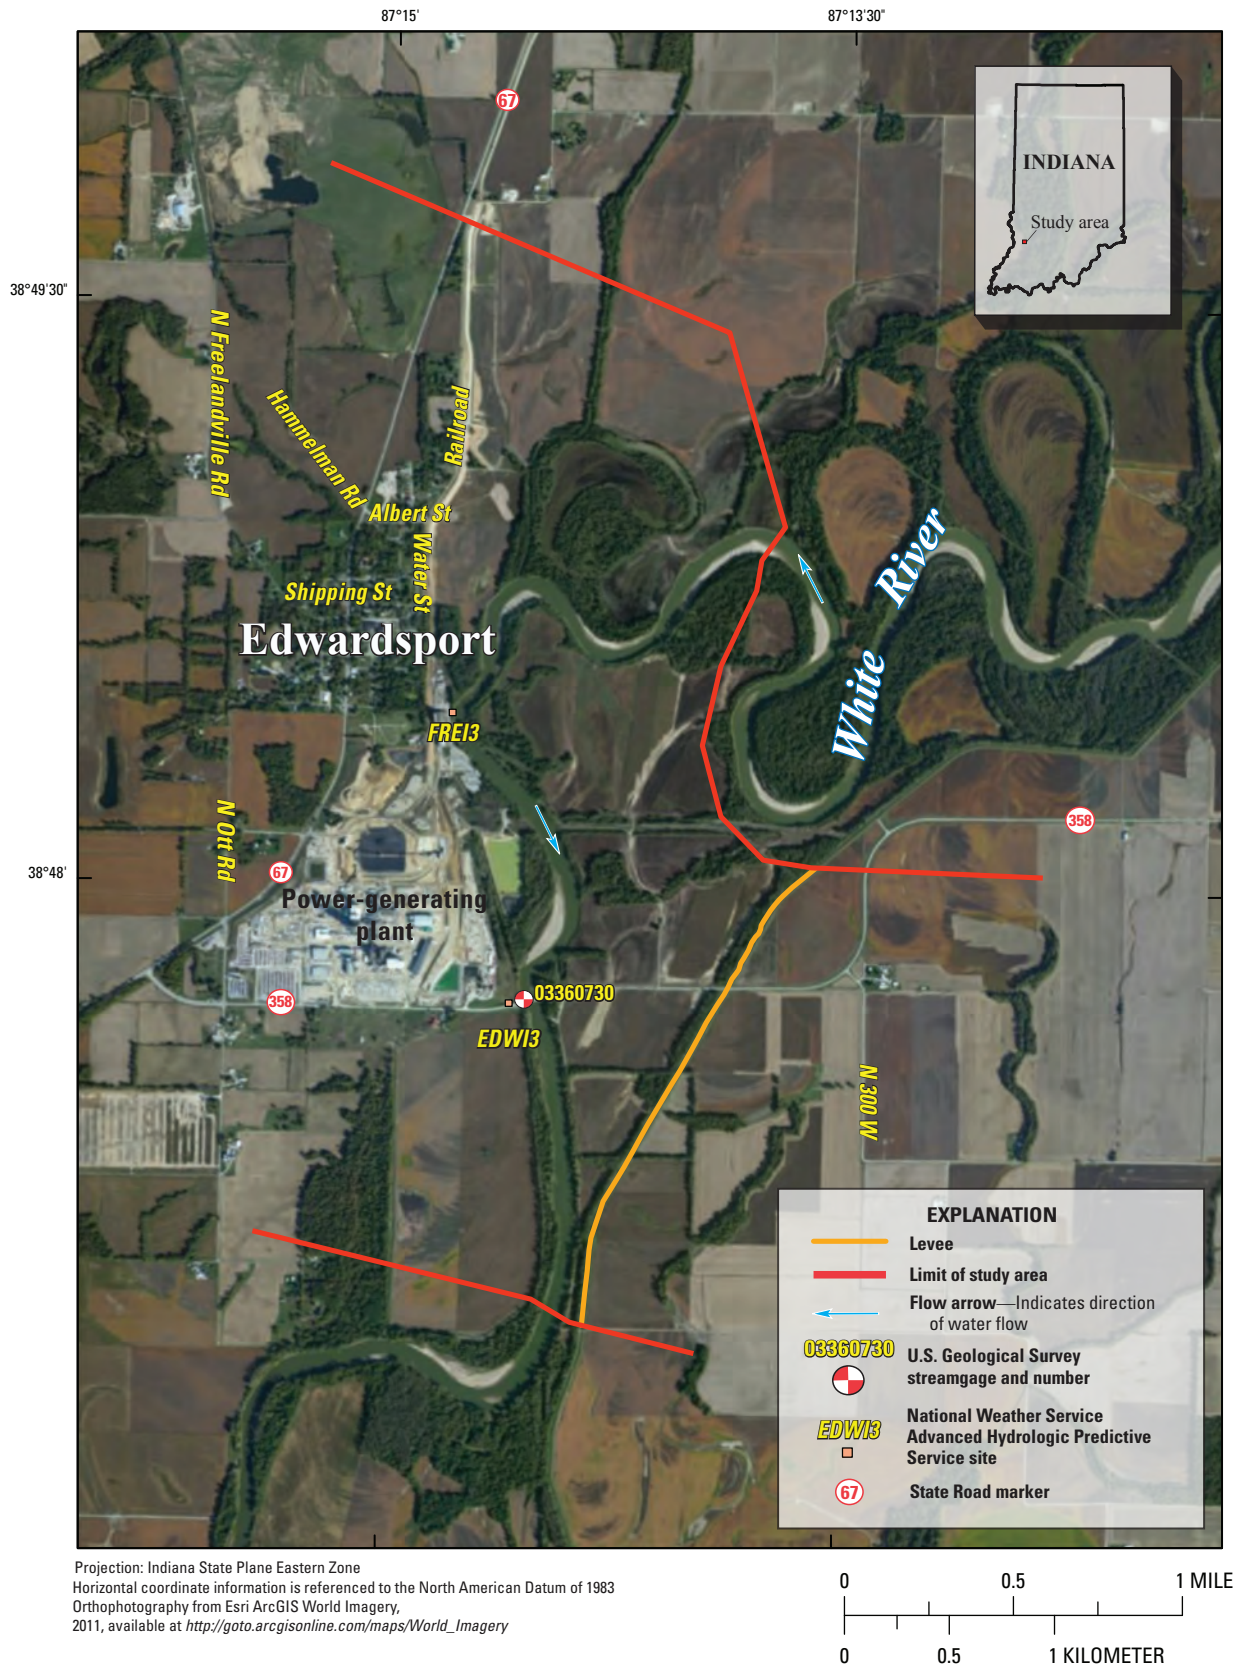 87°15'
87°13'30"
67
INDIANA
Study area
38°49'30"
N Freelandville Rd
Hammelman Rd
Railroad
Albert St
Water St
Shipping St
Edwardsport
White River
FREI3
N Ott Rd
358
38°48'
67
Power-generating
plant
358
03360730
EDWI3
N 300 W
EXPLANATION
Levee
Limit of study area
Flow arrow—Indicates direction
of water flow
03360730
U.S. Geological Survey
streamgage and number
EDWI3
National Weather Service
Advanced Hydrologic Predictive
Service site
67
State Road marker
Projection: Indiana State Plane Eastern Zone
Horizontal coordinate information is referenced to the North American Datum of 1983
Orthophotography from Esri ArcGIS World Imagery,
2011, available at http://goto.arcgisonline.com/maps/World_Imagery
0 0.5 1 MILE
0 0.5 1 KILOMETER